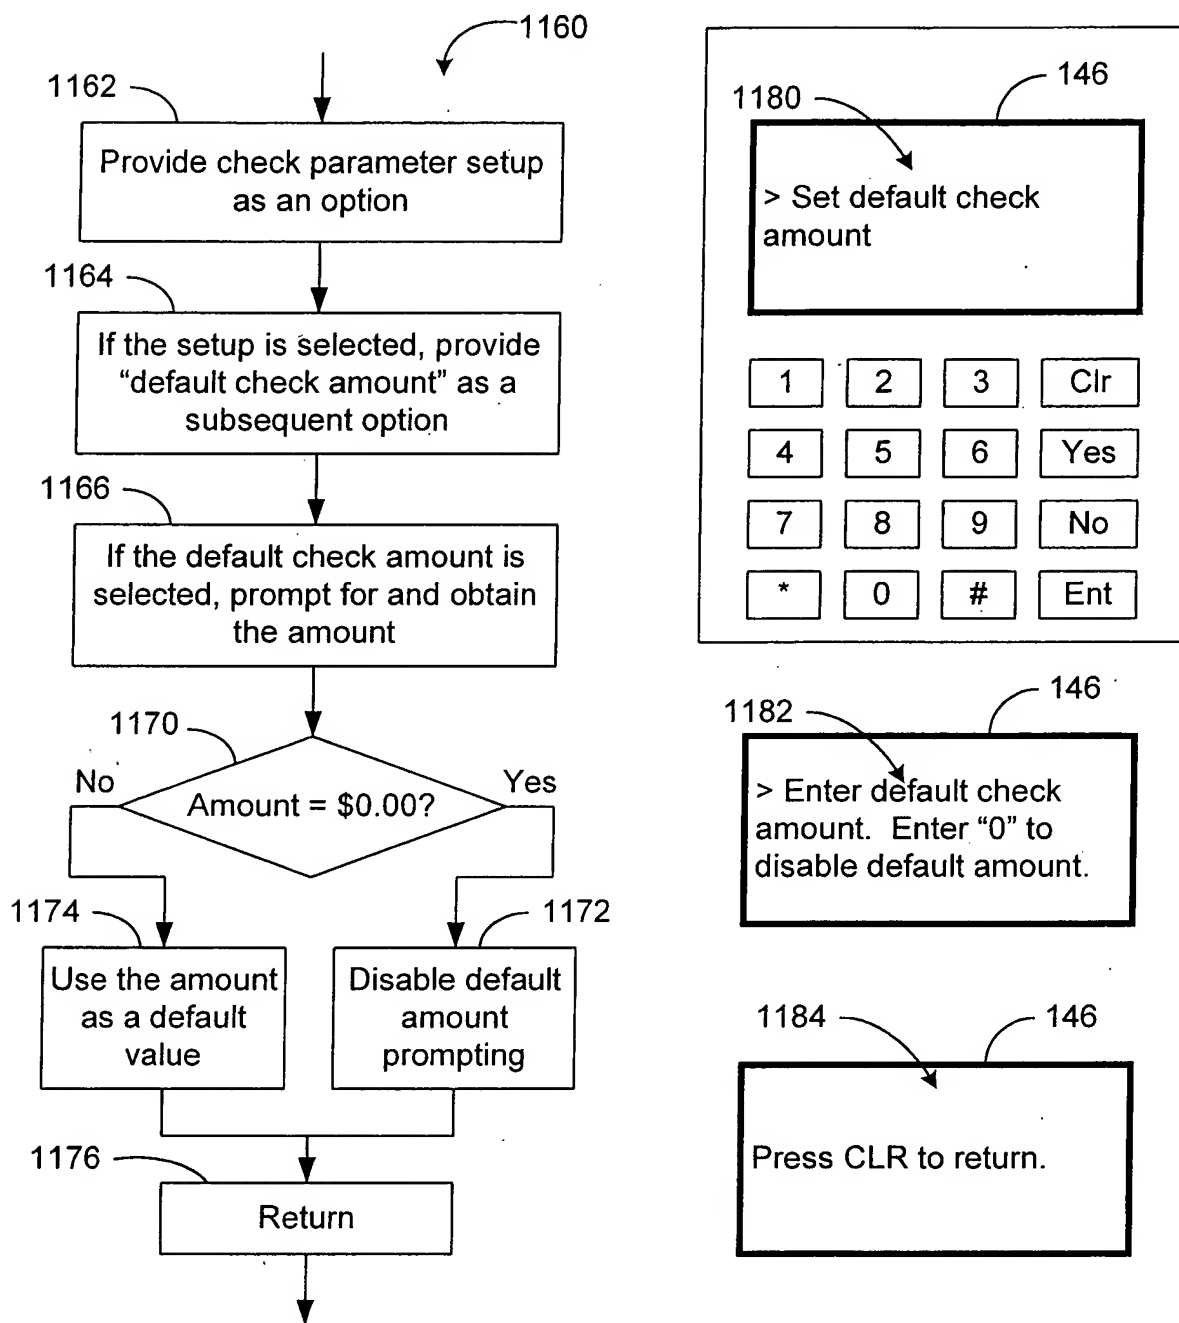 1160
1162
Provide check parameter setup
as an option
1164
If the setup is selected, provide
“default check amount” as a
subsequent option
1166
If the default check amount is
selected, prompt for and obtain
the amount
1170
No
Yes
Amount = $0.00?
1174
1172
Use the amount
as a default
value
Disable default
amount
prompting
1176
Return
146
1180
> Set default check
amount
1 2 3 Clr
4 5 6 Yes
7 8 9 No
* 0 # Ent
146
1182
> Enter default check
amount. Enter “0” to
disable default amount.
1184
146
Press CLR to return.